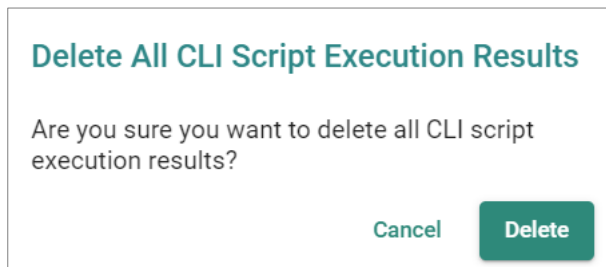 Delete All CLI Script Execution Results
Are you sure you want to delete all CLI script
execution results?
Cancel Delete